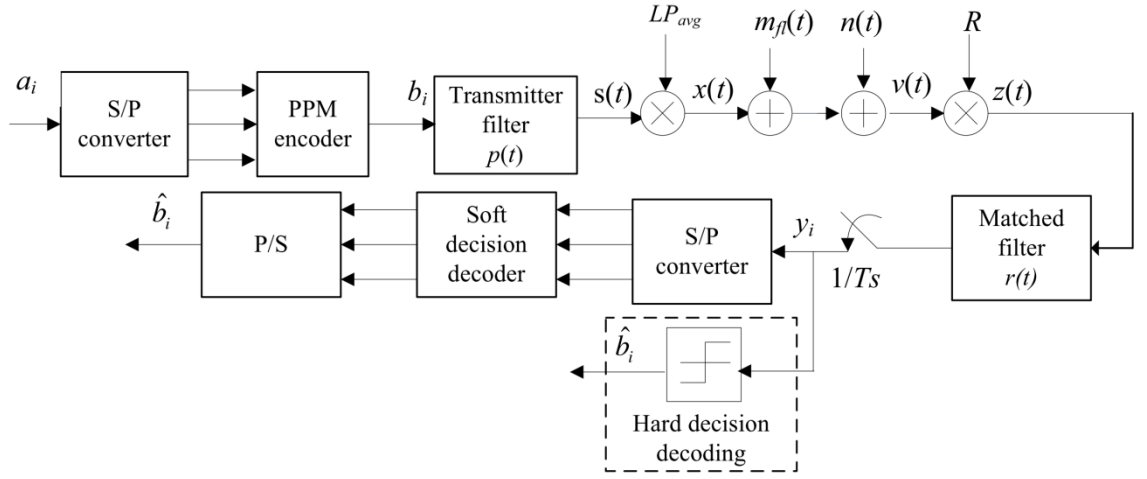 LP_avg
m_fl(t)
n(t)
R
a_i
S/P
converter
PPM
encoder
b_i
Transmitter
filter
p(t)
s(t)
x(t)
v(t)
z(t)
b̂_i
P/S
Soft
decision
decoder
S/P
converter
y_i
1/Ts
Matched
filter
r(t)
b̂_i
Hard decision
decoding